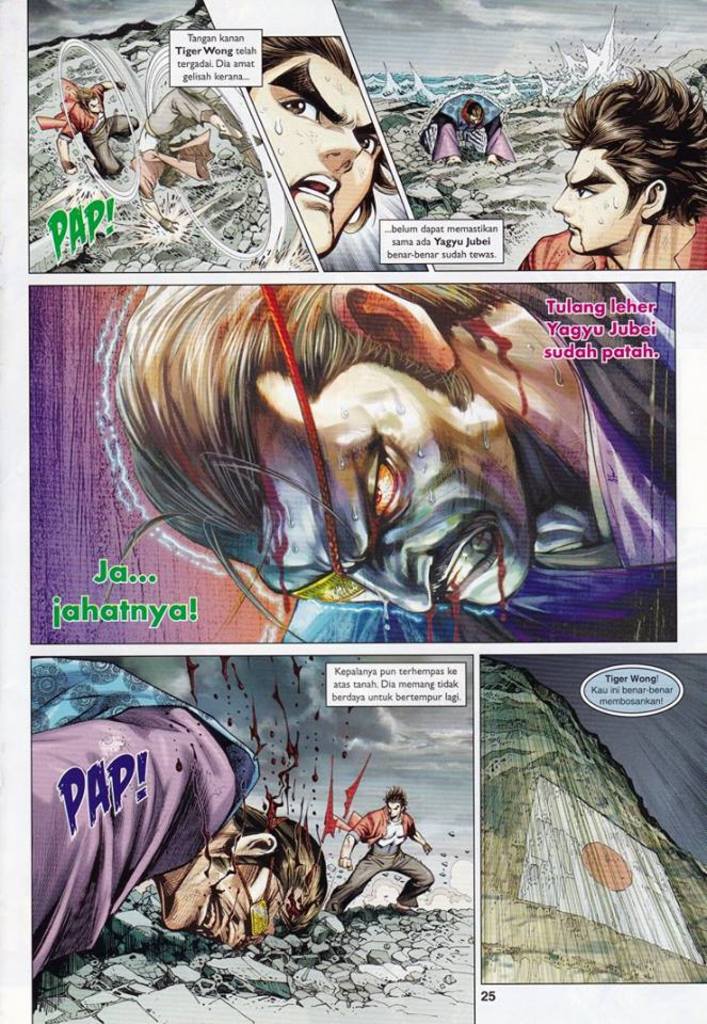 Tangan kanan
Tiger Wong telah
tergadai. Dia amat
gelisah kerana...
PAP!
...belum dapat memastikan
sama ada Yagyu Jubei
benar-benar sudah tewas.
Tulang leher
Yagyu Jubei
sudah patah.
Ja...
jahatnya!
Kepalanya pun terhempas ke
atas tanah. Dia memang tidak
berdaya untuk bertempur lagi.
PAP!
Tiger Wong!
Kau ini benar-benar
membosankan!
25